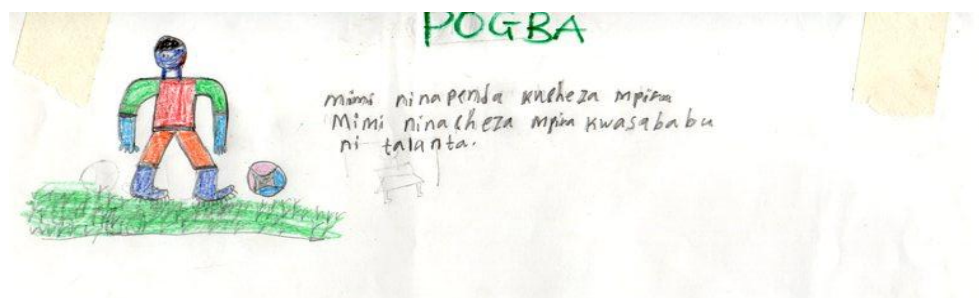 POGBA
Mimi ninapenda kucheza mpira
Mimi ninacheza mpira kwasababu
ni talanta.